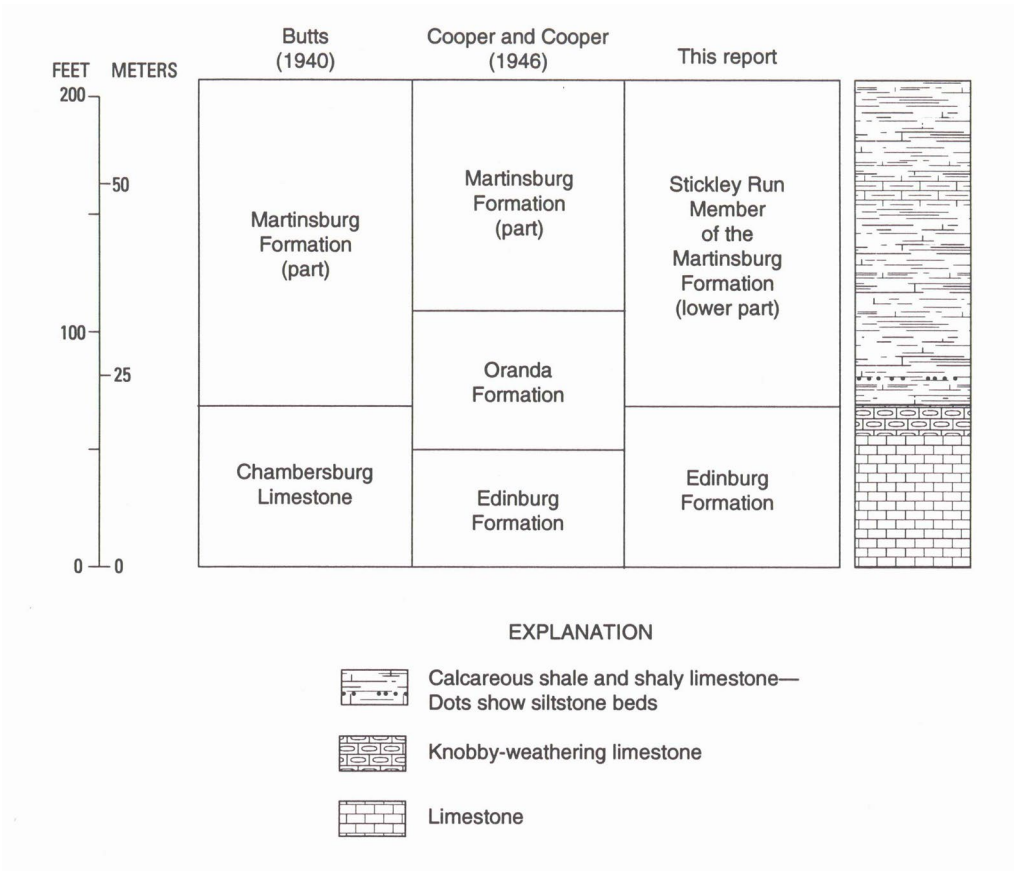 Butts
(1940)
Cooper and Cooper
(1946)
This report
FEET METERS
200
50
100
25
0 0
Martinsburg
Formation
(part)
Chambersburg
Limestone
Martinsburg
Formation
(part)
Oranda
Formation
Edinburg
Formation
Stickley Run
Member
of the
Martinsburg
Formation
(lower part)
Edinburg
Formation
EXPLANATION
Calcareous shale and shaly limestone—
Dots show siltstone beds
Knobby-weathering limestone
Limestone